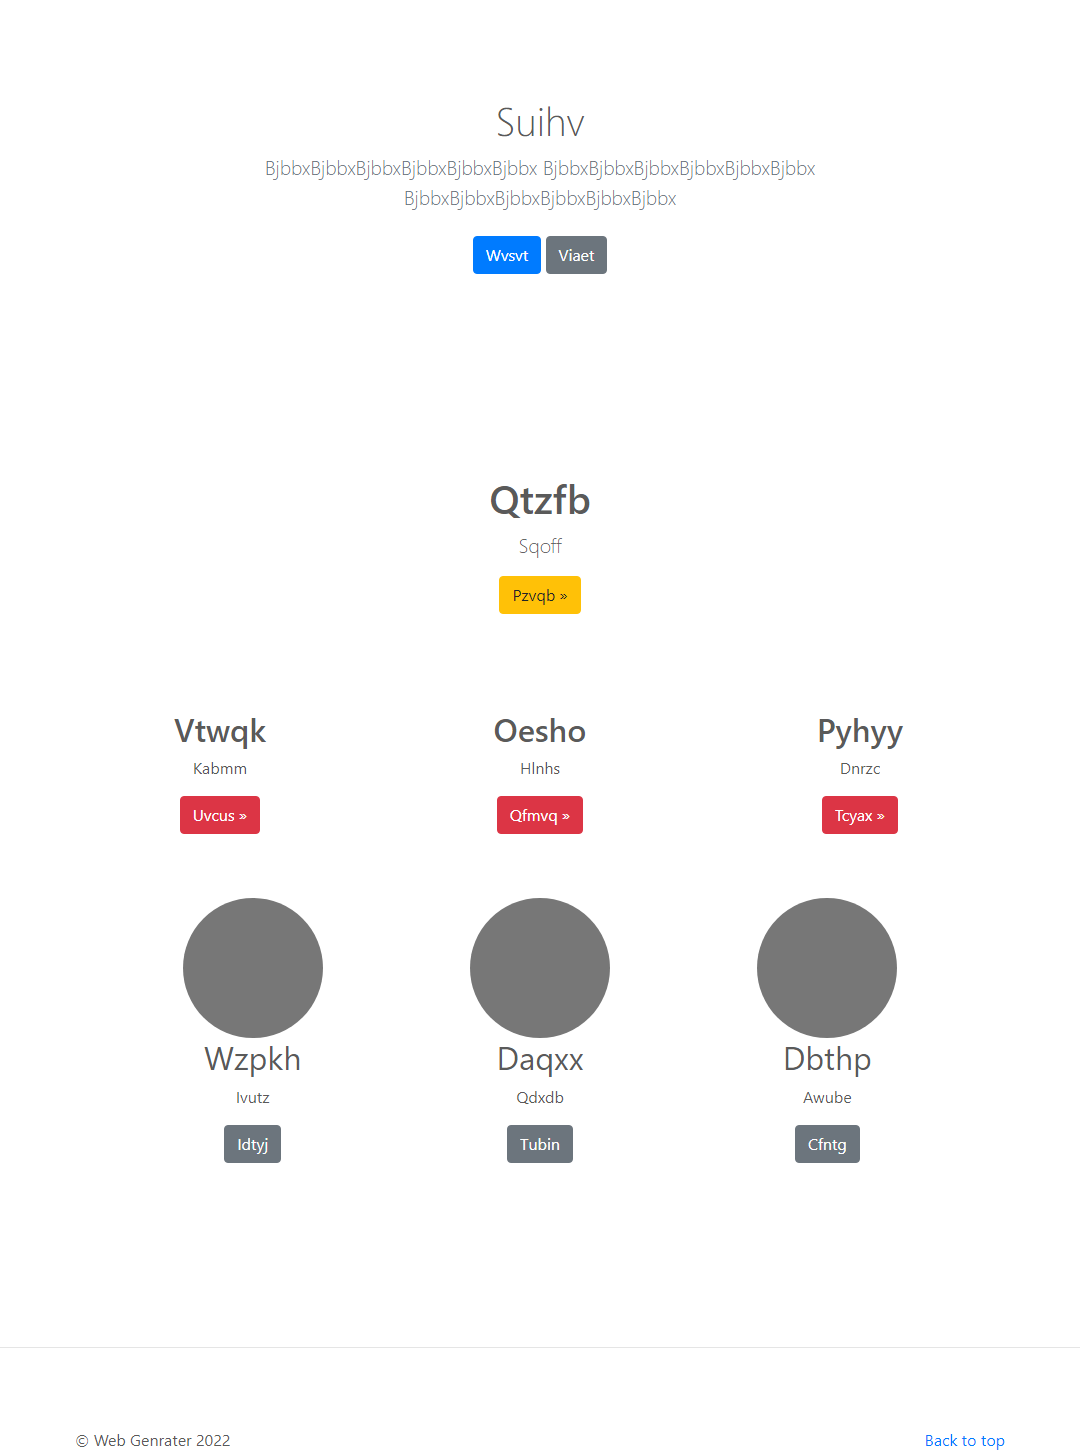 Suihv
BjbbxBjbbxBjbbxBjbbxBjbbxBjbbx BjbbxBjbbxBjbbxBjbbxBjbbxBjbbx
BjbbxBjbbxBjbbxBjbbxBjbbxBjbbx
Wvsvt Viaet
Qtzfb
Sqoff
Pzvqb »
Vtwqk Oesho Pyhyy
Kabmm Hlnhs Dnrzc
Uvcus » Qfmvq » Tcyax »
Wzpkh Daqxx Dbthp
Ivutz Qdxdb Awube
Idtyj Tubin Cfntg
© Web Genrater 2022 Back to top